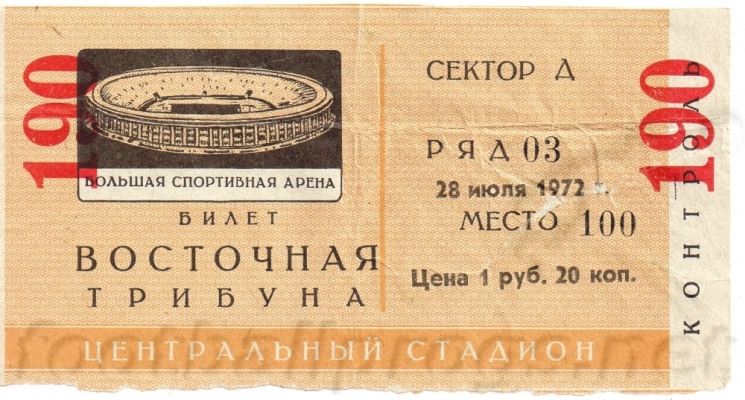 190
БОЛЬШАЯ СПОРТИВНАЯ АРЕНА
БИЛЕТ
ВОСТОЧНАЯ
ТРИБУНА
СЕКТОР Д
РЯД 03
28 июля 1972 г.
МЕСТО 100
Цена 1 руб. 20 коп.
190
КОНТРОЛЬ
ЦЕНТРАЛЬНЫЙ СТАДИОН